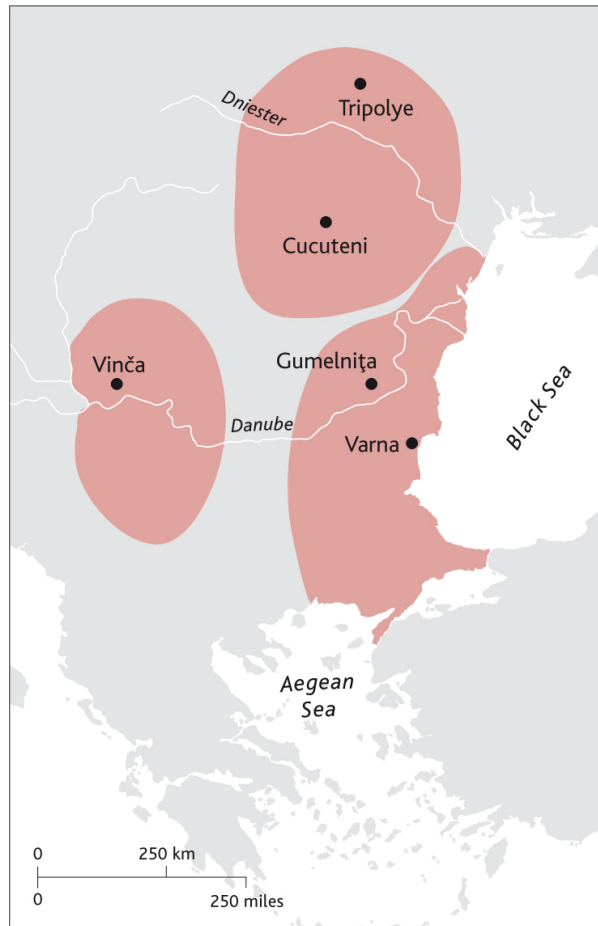 Dniester
Tripolye
Cucuteni
Vinča
Gumelniţa
Danube
Varna
Black Sea
Aegean
Sea
0 250 km
0 250 miles